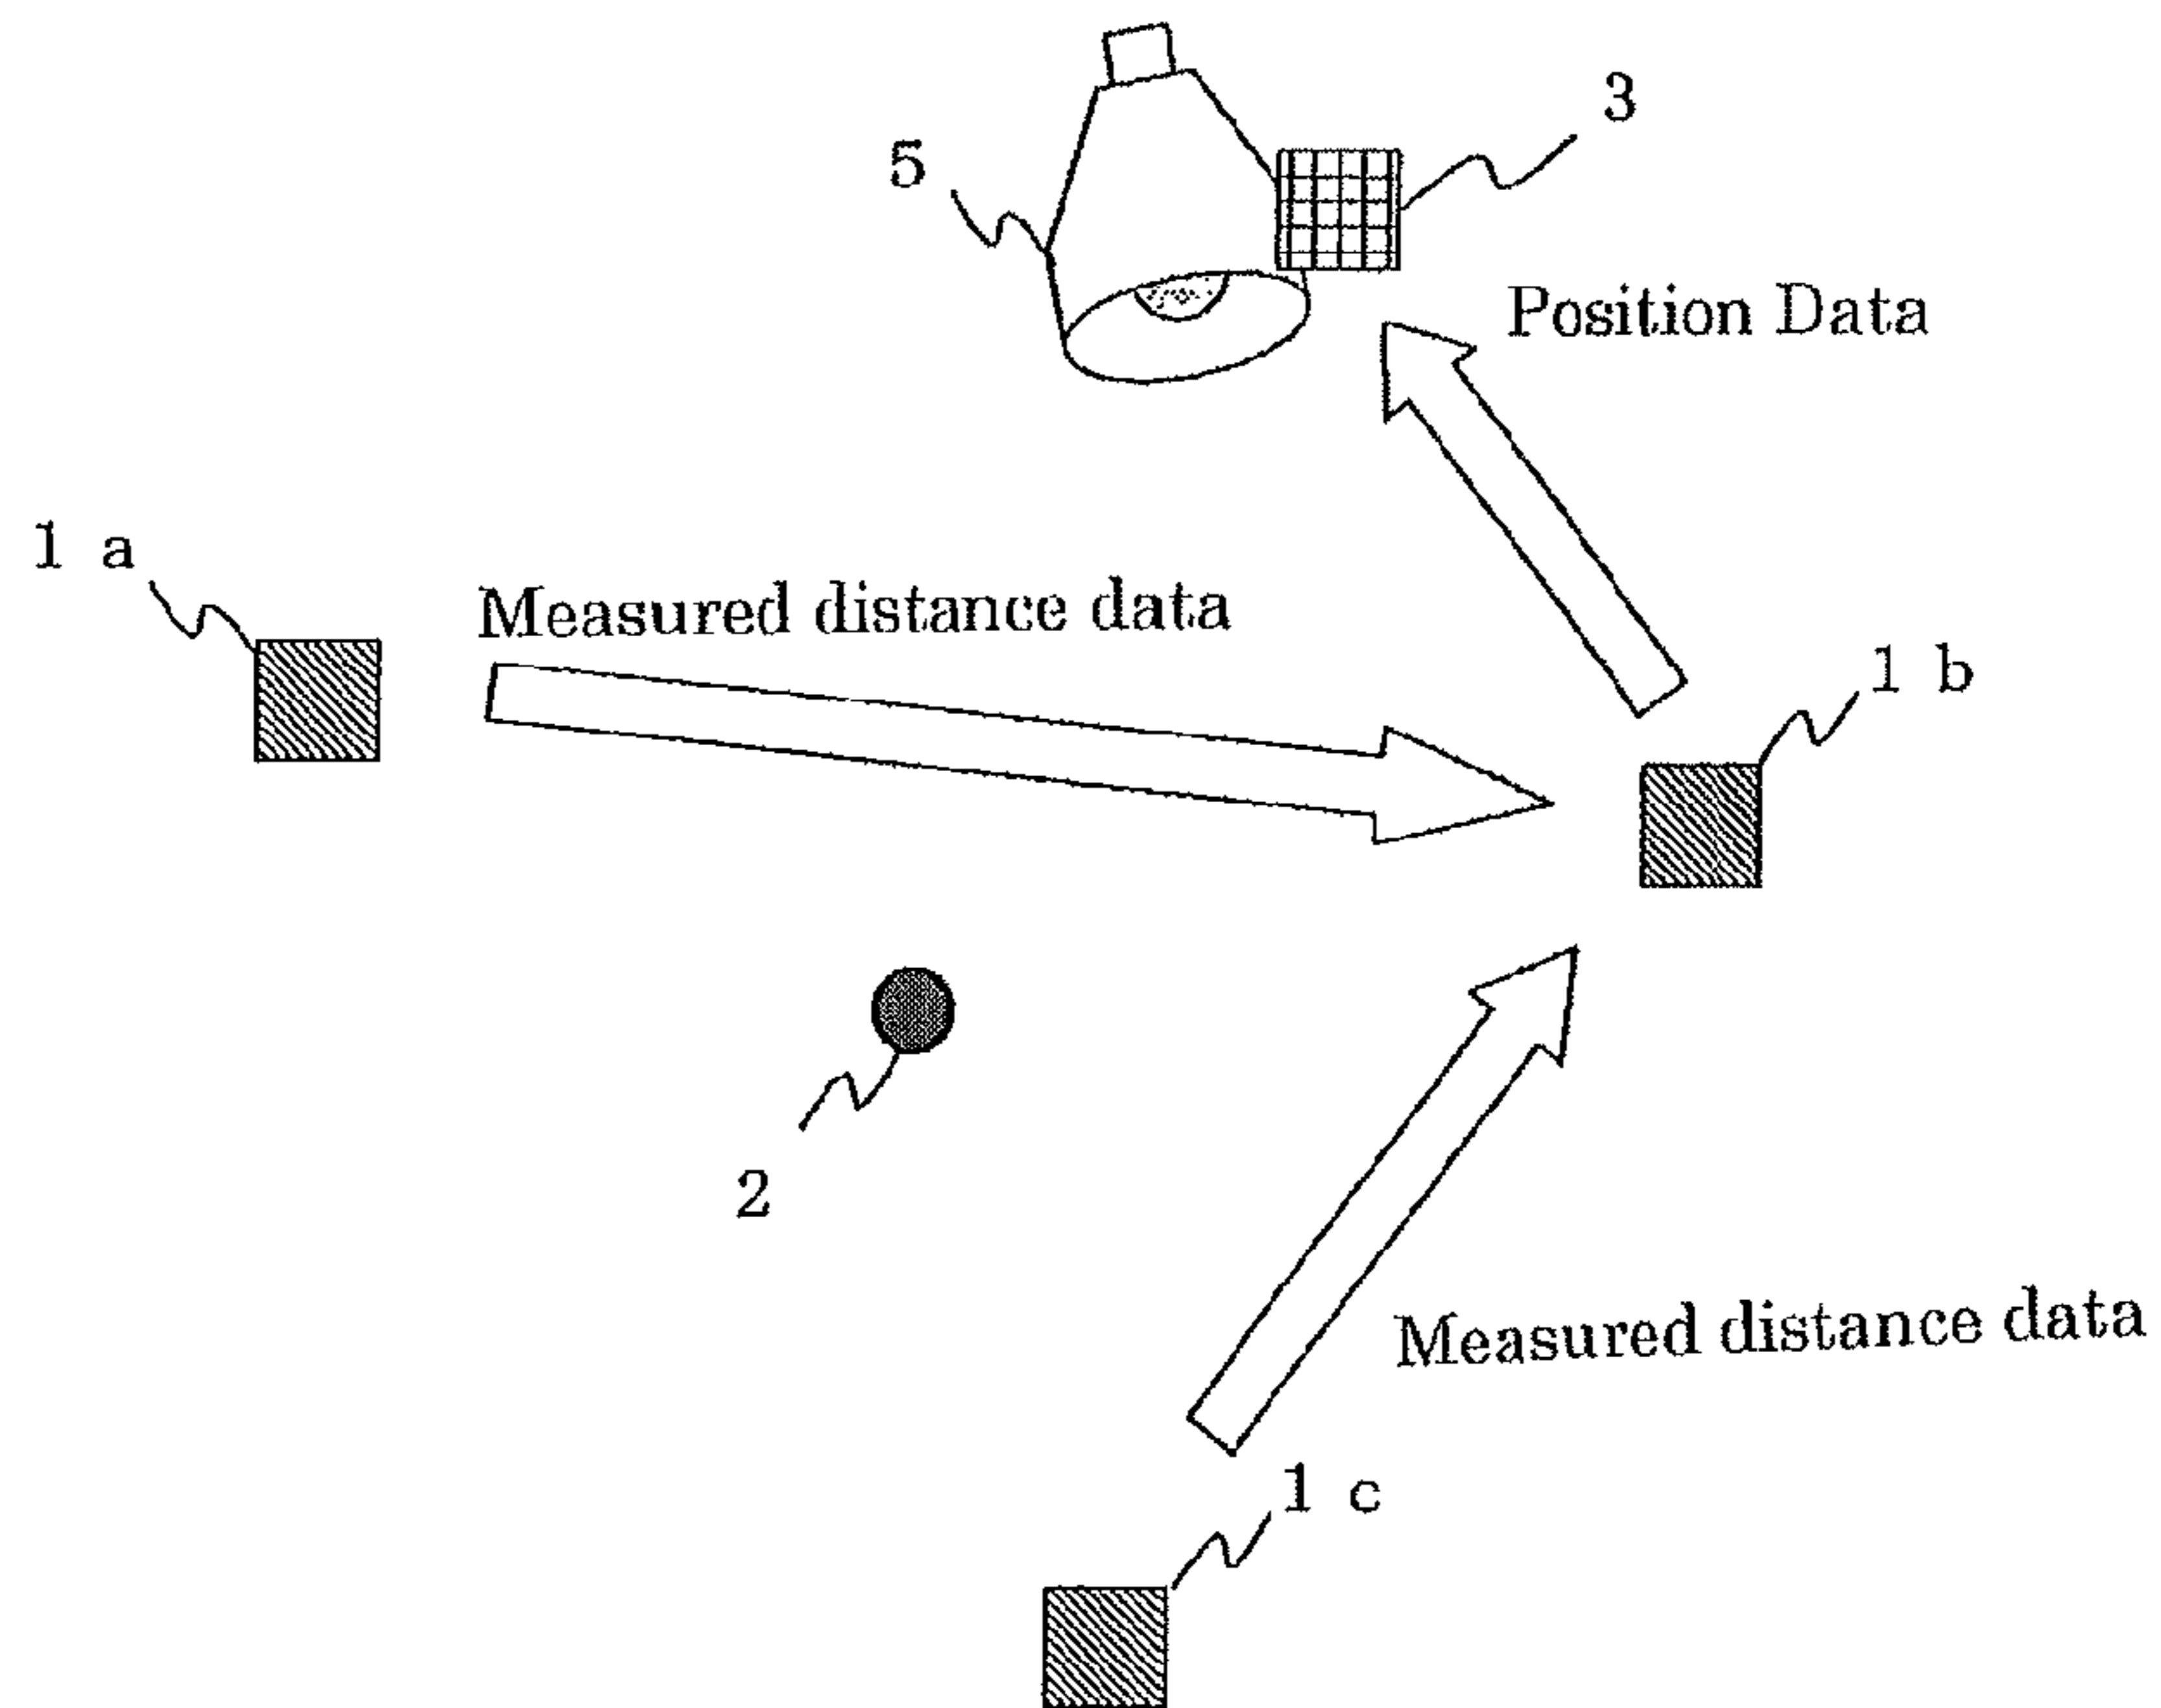 3
5
Position Data
1 a
Measured distance data
1 b
2
Measured distance data
1 c